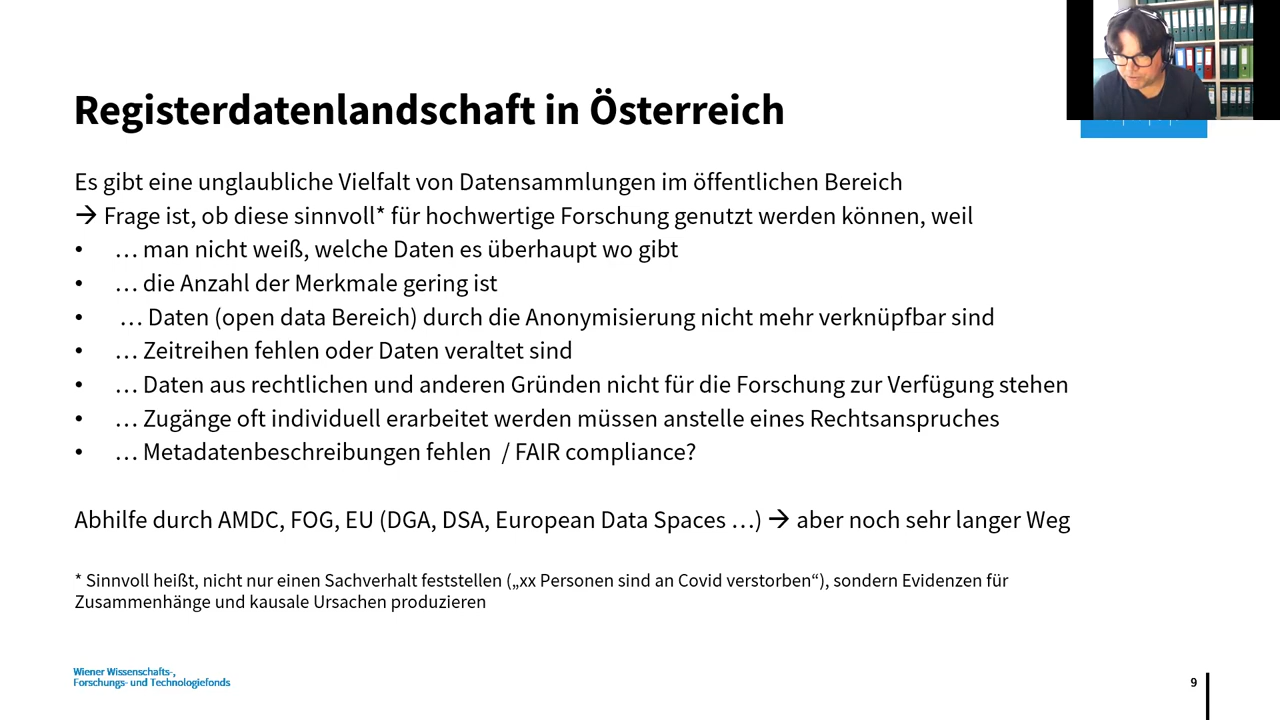 Registerdatenlandschaft in Österreich
Es gibt eine unglaubliche Vielfalt von Datensammlungen im öffentlichen Bereich
→ Frage ist, ob diese sinnvoll* für hochwertige Forschung genutzt werden können, weil
• … man nicht weiß, welche Daten es überhaupt wo gibt
• … die Anzahl der Merkmale gering ist
• … Daten (open data Bereich) durch die Anonymisierung nicht mehr verknüpfbar sind
• … Zeitreihen fehlen oder Daten veraltet sind
• … Daten aus rechtlichen und anderen Gründen nicht für die Forschung zur Verfügung stehen
• … Zugänge oft individuell erarbeitet werden müssen anstelle eines Rechtsanspruches
• … Metadatenbeschreibungen fehlen / FAIR compliance?
Abhilfe durch AMDC, FOG, EU (DGA, DSA, European Data Spaces …) → aber noch sehr langer Weg
* Sinnvoll heißt, nicht nur einen Sachverhalt feststellen („xx Personen sind an Covid verstorben“), sondern Evidenzen für
Zusammenhänge und kausale Ursachen produzieren
Wiener Wissenschafts-,
Forschungs- und Technologiefonds
9